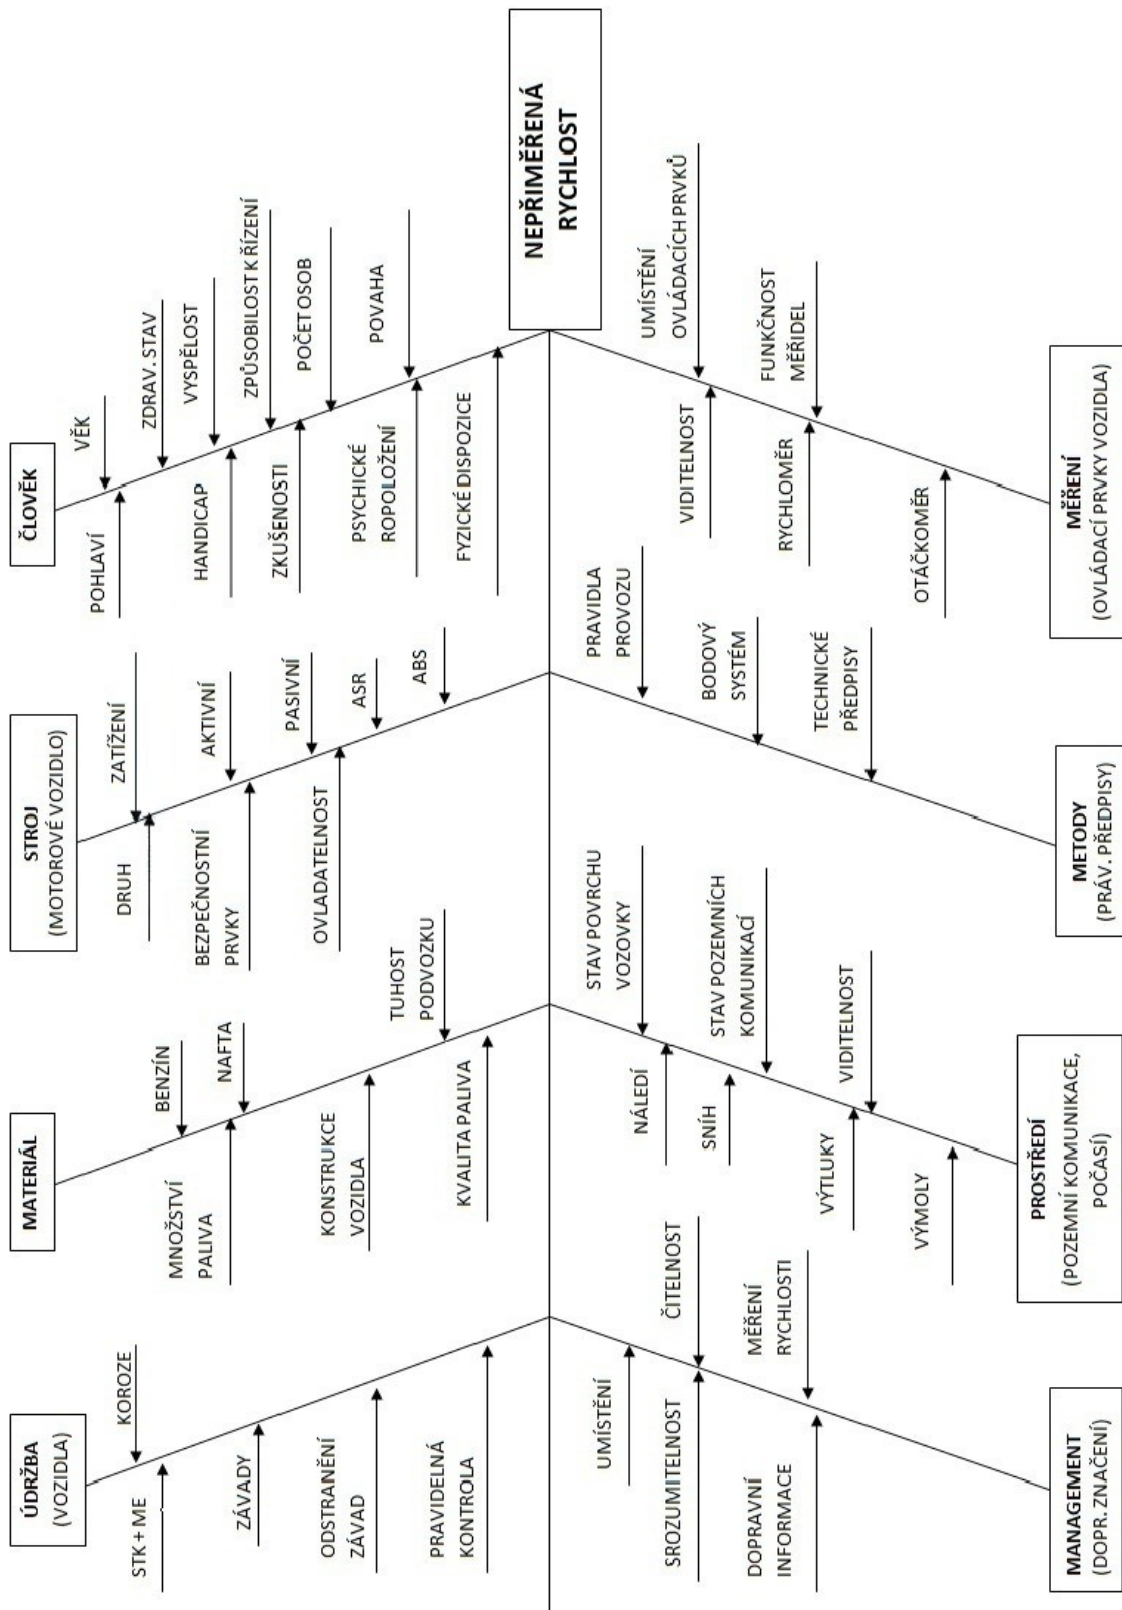 ÚDRŽBA
(VOZIDLA)
MATERIÁL
STROJ
(MOTOROVÉ VOZIDLO)
ČLOVĚK
KOROZE
STK + ME
ZÁVADY
ODSTRANĚNÍ
ZÁVAD
PRAVIDELNÁ
KONTROLA
BENZÍN
NAFTA
MNOŽSTVÍ
PALIVA
KONSTRUKCE
VOZIDLA
TUHOST
PODVOZKU
KVALITA PALIVA
ZATÍŽENÍ
DRUH
AKTIVNÍ
BEZPEČNOSTNÍ
PRVKY
PASIVNÍ
OVLADATELNOST
ASR
ABS
VĚK
POHLAVÍ
ZDRAV. STAV
VYSPĚLOST
HANDICAP
ZPŮSOBILOST K ŘÍZENÍ
ZKUŠENOSTI
POČET OSOB
PSYCHICKÉ
ROPOLOŽENÍ
POVAHA
FYZICKÉ DISPOZICE
NEPŘIMĚŘENÁ
RYCHLOST
UMÍSTĚNÍ
ČITELNOST
SROZUMITELNOST
MĚŘENÍ
RYCHLOSTI
DOPRAVNÍ
INFORMACE
STAV POVRCHU
VOZOVKY
NÁLEDÍ
SNÍH
STAV POZEMNÍCH
KOMUNIKACÍ
VIDITELNOST
VÝTLUKY
VÝMOLY
PRAVIDLA
PROVOZU
BODOVÝ
SYSTÉM
TECHNICKÉ
PŘEDPISY
UMÍSTĚNÍ
OVLÁDACÍCH PRVKŮ
VIDITELNOST
FUNKČNOST
MĚŘIDEL
RYCHLOMĚR
OTÁČKOMĚR
MANAGEMENT
(DOPR. ZNAČENÍ)
PROSTŘEDÍ
(POZEMNÍ KOMUNIKACE,
POČASÍ)
METODY
(PRÁV. PŘEDPISY)
MĚŘENÍ
(OVLÁDACÍ PRVKY VOZIDLA)